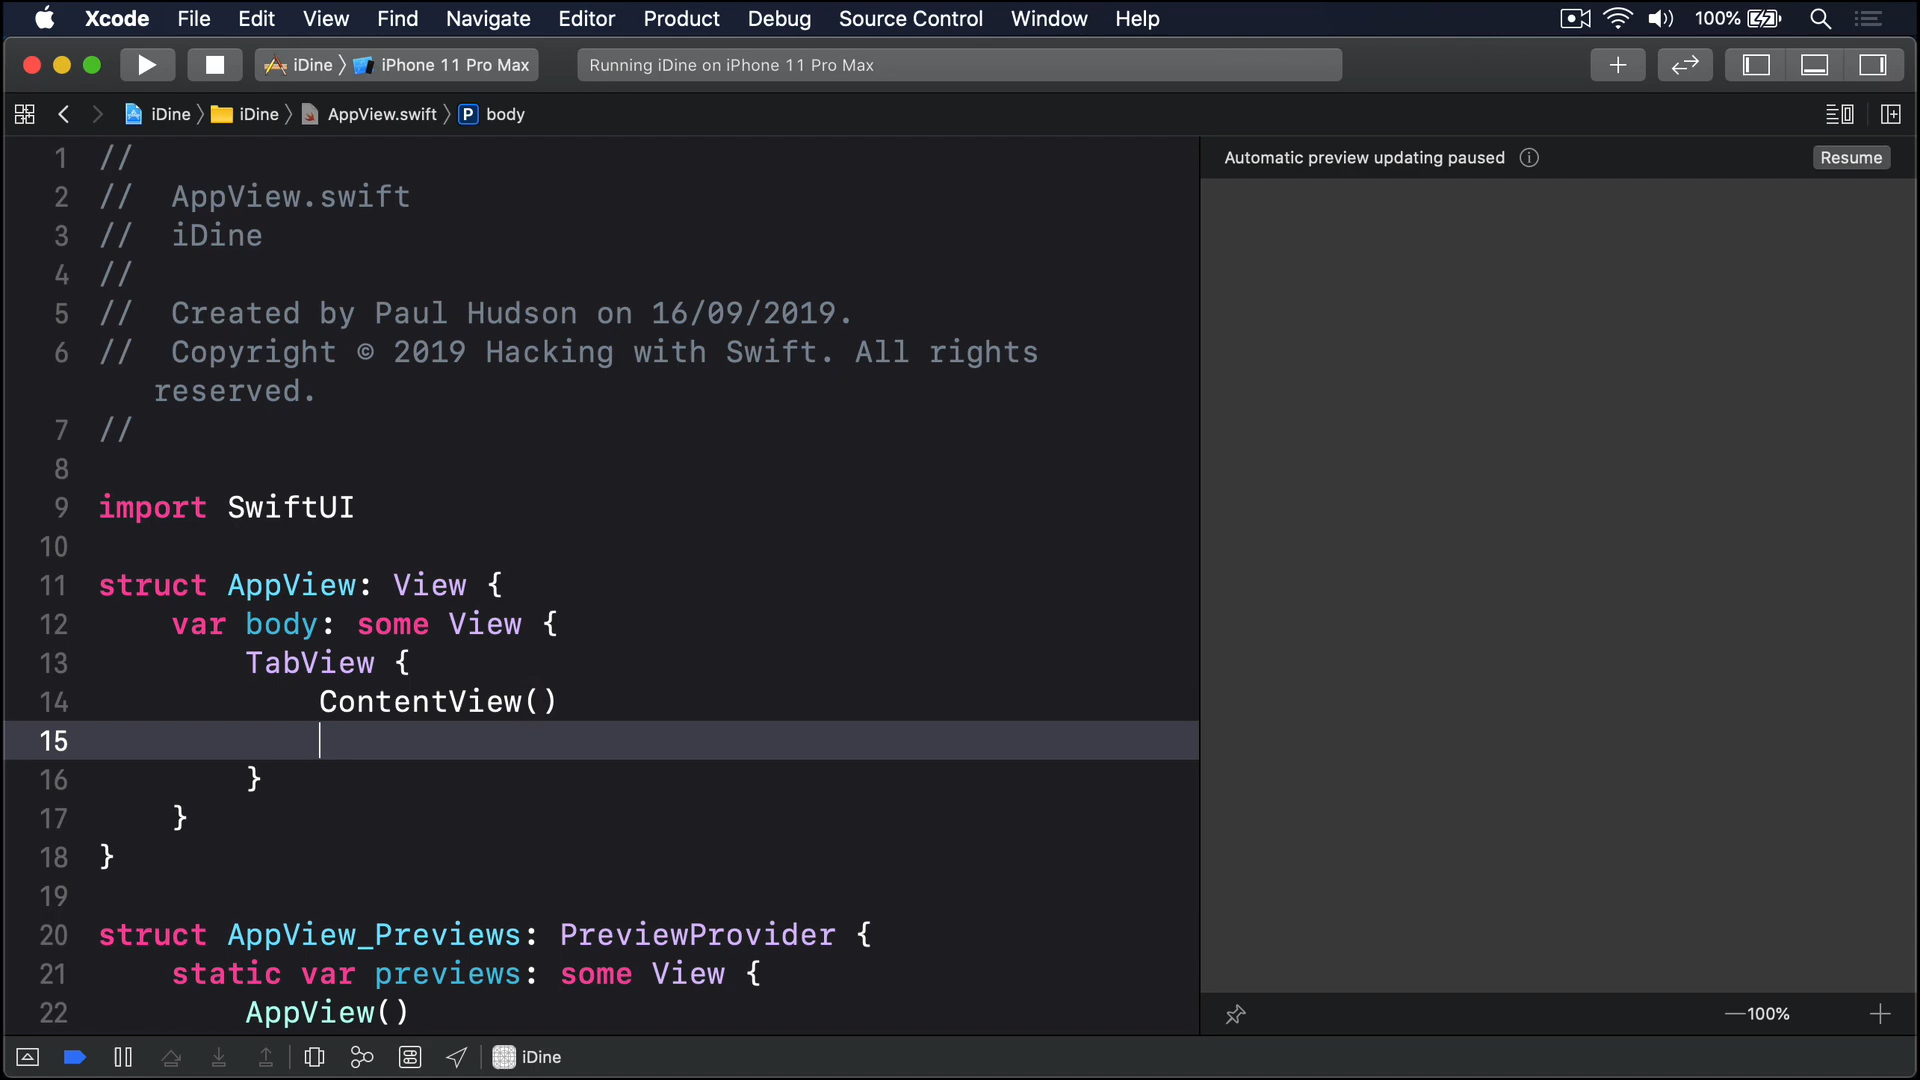 Xcode File Edit View Find Navigate Editor Product Debug Source Control Window Help 100%
iDine iPhone 11 Pro Max Running iDine on iPhone 11 Pro Max
iDine iDine AppView.swift P body
Automatic preview updating paused Resume
1 //
2 // AppView.swift
3 // iDine
4 //
5 // Created by Paul Hudson on 16/09/2019.
6 // Copyright © 2019 Hacking with Swift. All rights
reserved.
7 //
8
9 import SwiftUI
10
11 struct AppView: View {
12 var body: some View {
13 TabView {
14 ContentView()
15
16 }
17 }
18 }
19
20 struct AppView_Previews: PreviewProvider {
21 static var previews: some View {
22 AppView()
100%
iDine